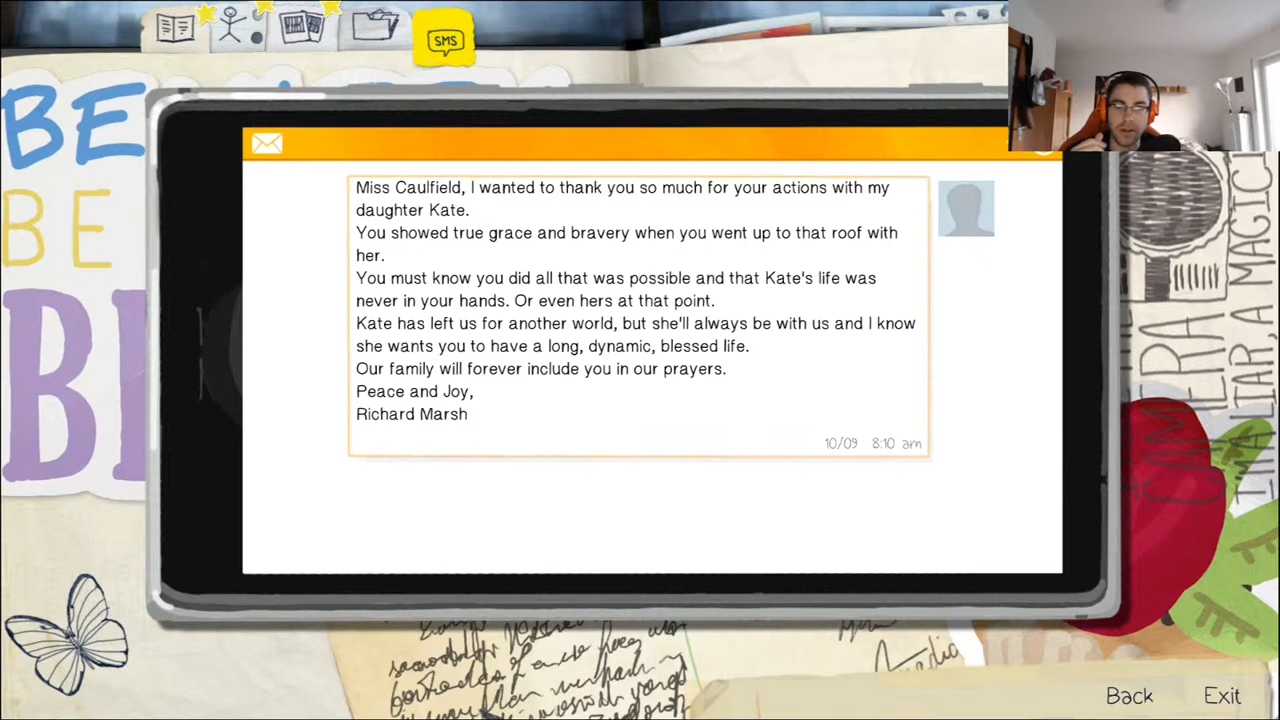 SMS
BE
BE
Miss Caulfield, I wanted to thank you so much for your actions with my
daughter Kate.
You showed true grace and bravery when you went up to that roof with
her.
You must know you did all that was possible and that Kate's life was
never in your hands. Or even hers at that point.
Kate has left us for another world, but she'll always be with us and I know
she wants you to have a long, dynamic, blessed life.
Our family will forever include you in our prayers.
Peace and Joy,
Richard Marsh
10/09 8:10 am
CAMERA
LIAR, A MAGIC
Back Exit